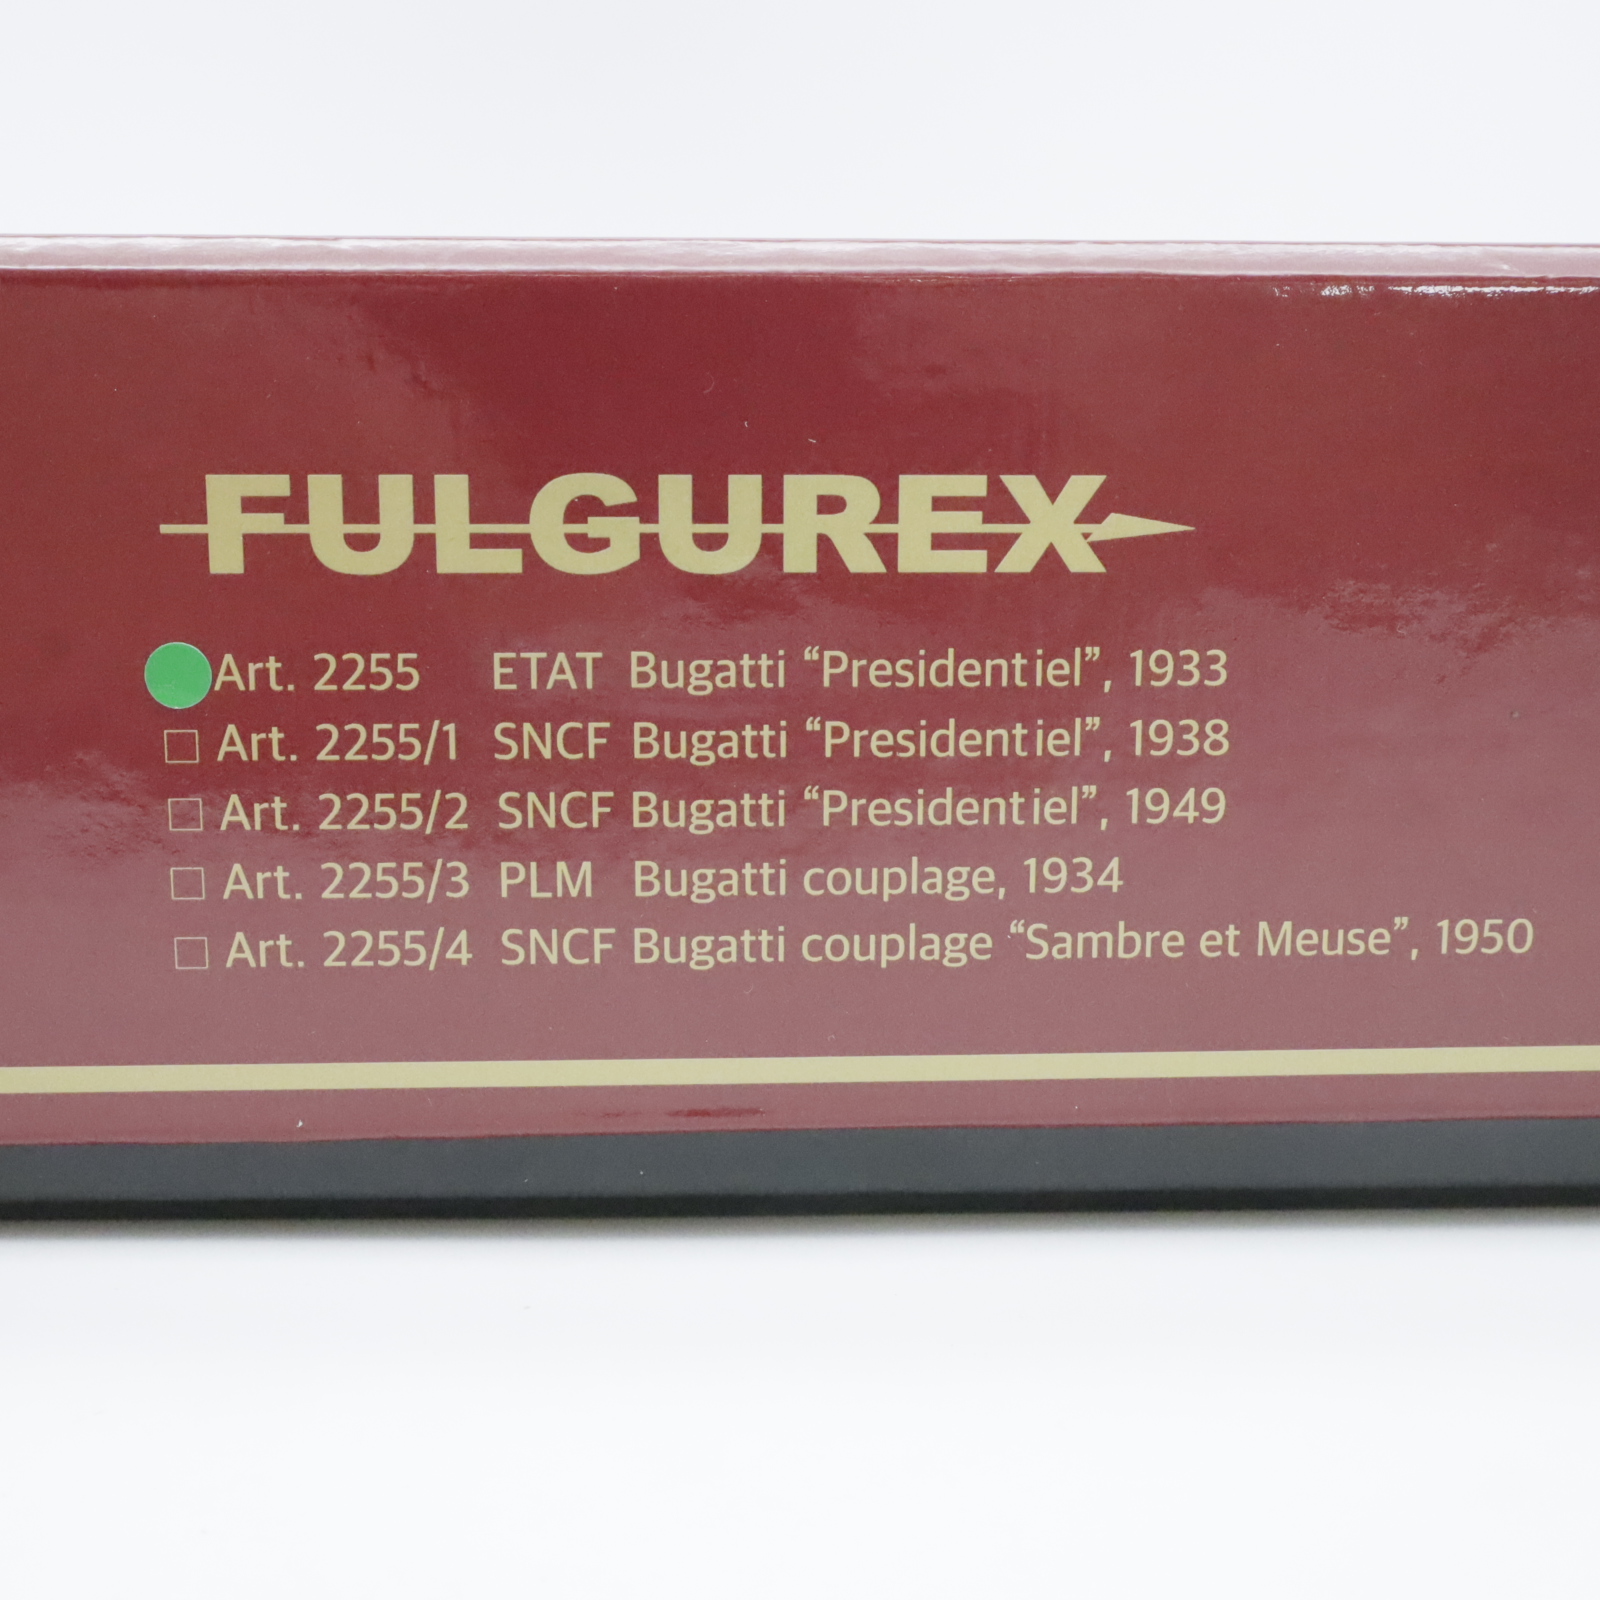 FULGUREX
Art. 2255 ETAT Bugatti “Presidentiel”, 1933
Art. 2255/1 SNCF Bugatti “Presidentiel”, 1938
Art. 2255/2 SNCF Bugatti “Presidentiel”, 1949
Art. 2255/3 PLM Bugatti couplage, 1934
Art. 2255/4 SNCF Bugatti couplage “Sambre et Meuse”, 1950